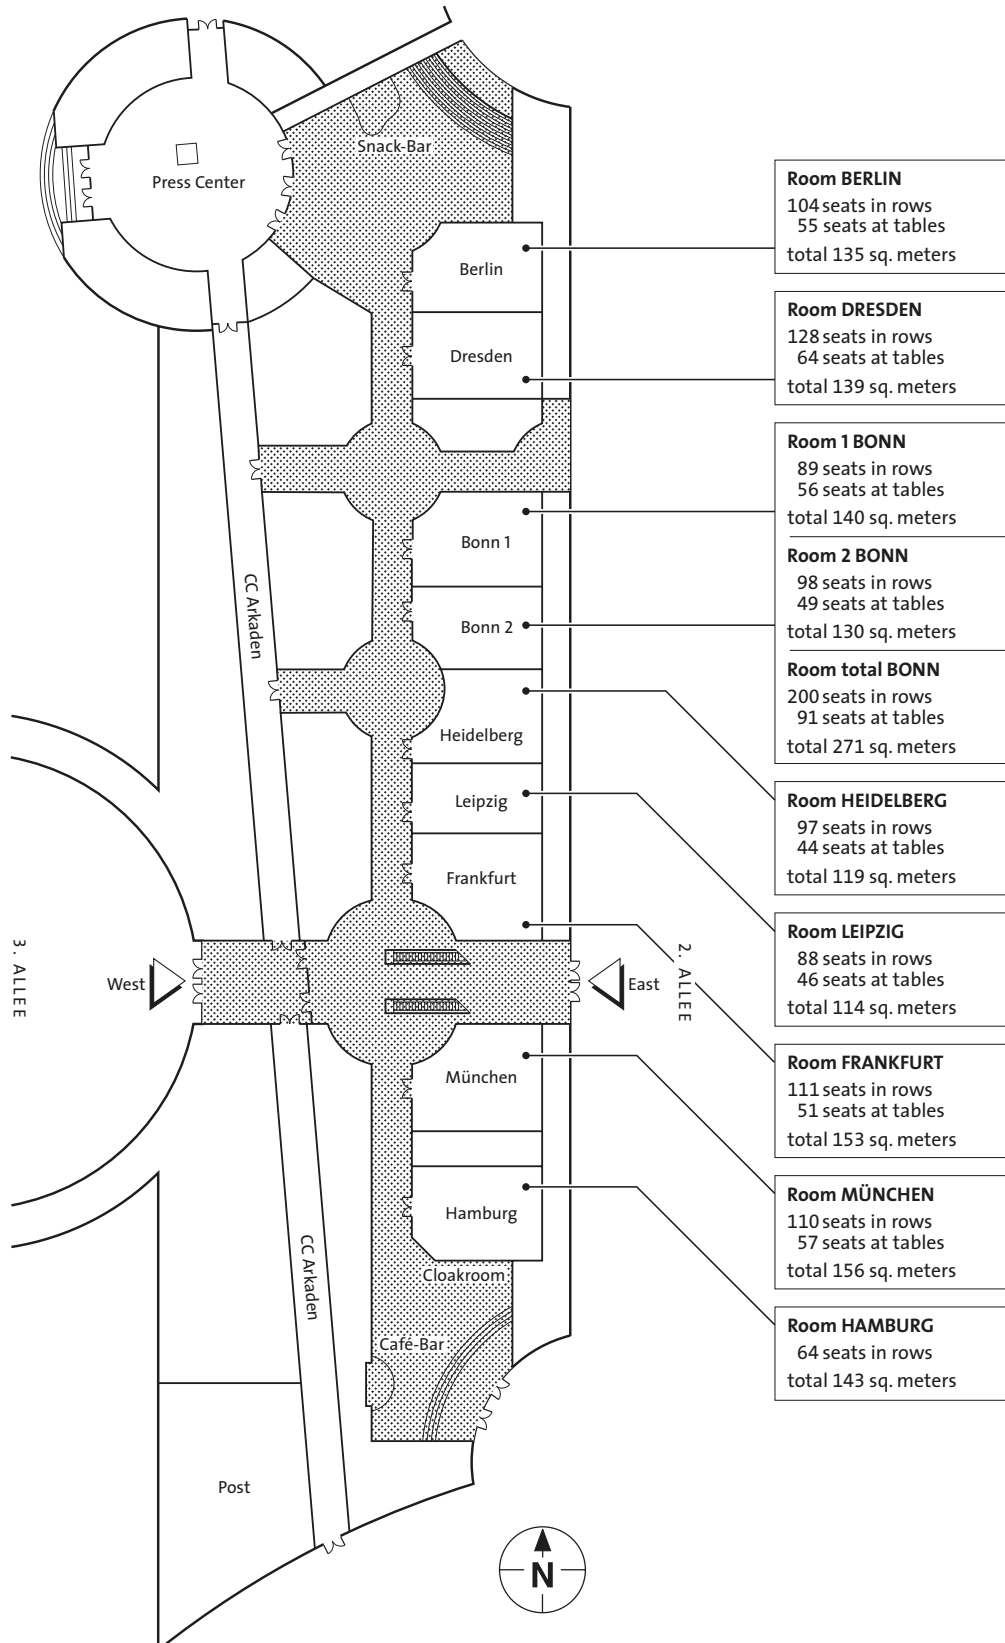 Snack-Bar
Press Center
Berlin
Dresden
Bonn 1
Bonn 2
CC Arkaden
Heidelberg
Leipzig
Frankfurt
3. ALLEE
West
2. ALLEE
East
München
Hamburg
CC Arkaden
Cloakroom
Café-Bar
Post
N
Room BERLIN
104 seats in rows
55 seats at tables
total 135 sq. meters
Room DRESDEN
128 seats in rows
64 seats at tables
total 139 sq. meters
Room 1 BONN
89 seats in rows
56 seats at tables
total 140 sq. meters
Room 2 BONN
98 seats in rows
49 seats at tables
total 130 sq. meters
Room total BONN
200 seats in rows
91 seats at tables
total 271 sq. meters
Room HEIDELBERG
97 seats in rows
44 seats at tables
total 119 sq. meters
Room LEIPZIG
88 seats in rows
46 seats at tables
total 114 sq. meters
Room FRANKFURT
111 seats in rows
51 seats at tables
total 153 sq. meters
Room MÜNCHEN
110 seats in rows
57 seats at tables
total 156 sq. meters
Room HAMBURG
64 seats in rows
total 143 sq. meters